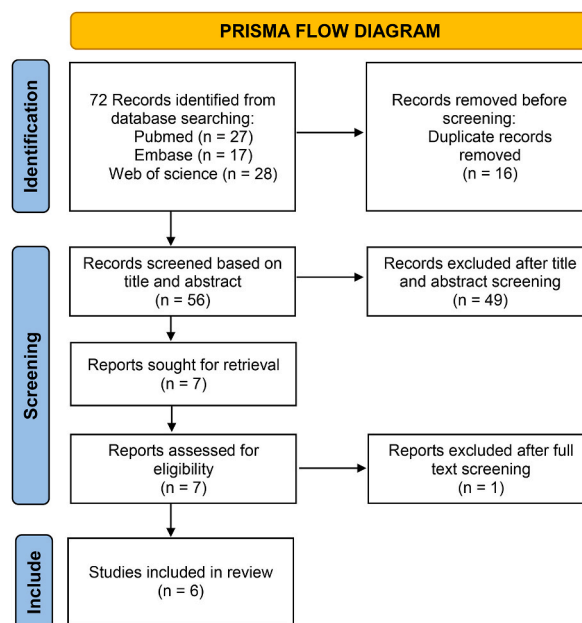 PRISMA FLOW DIAGRAM
Identification
72 Records identified from
database searching:
Pubmed (n = 27)
Embase (n = 17)
Web of science (n = 28)
Records removed before
screening:
Duplicate records
removed
(n = 16)
Screening
Records screened based on
title and abstract
(n = 56)
Records excluded after title
and abstract screening
(n = 49)
Reports sought for retrieval
(n = 7)
Reports assessed for
eligibility
(n = 7)
Reports excluded after full
text screening
(n = 1)
Include
Studies included in review
(n = 6)